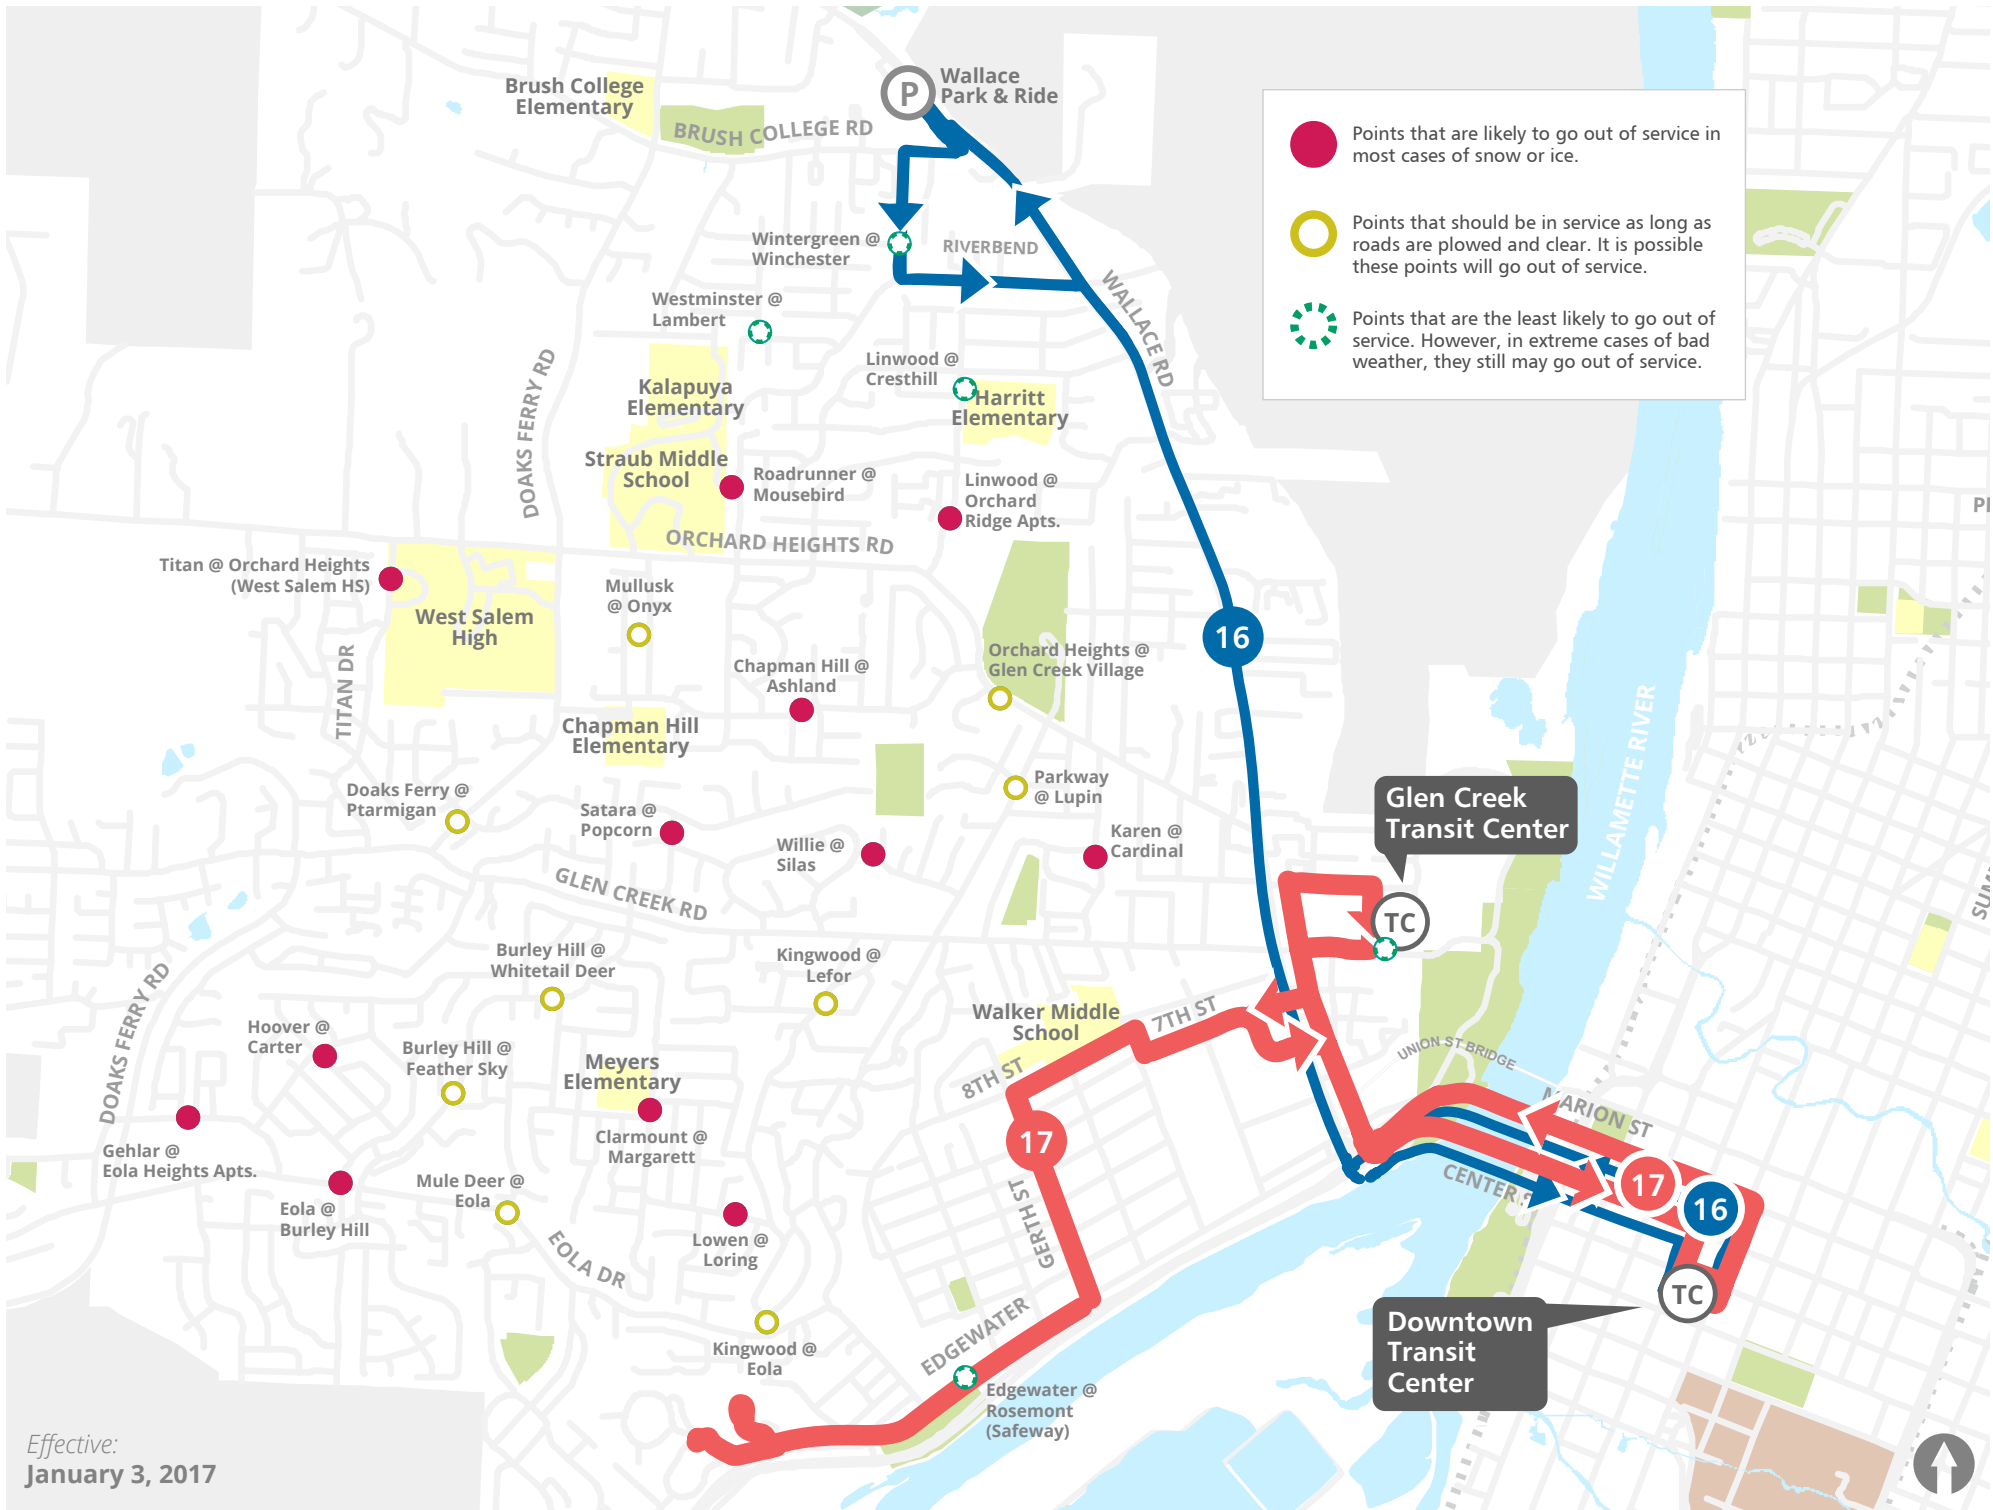 Brush College
Elementary
BRUSH COLLEGE RD
P
Wallace
Park & Ride
Points that are likely to go out of service in
most cases of snow or ice.
Points that should be in service as long as
roads are plowed and clear. It is possible
these points will go out of service.
Points that are the least likely to go out of
service. However, in extreme cases of bad
weather, they still may go out of service.
Wintergreen @
Winchester
RIVERBEND
WALLACE RD
Westminster @
Lambert
Linwood @
Cresthill
Harritt
Elementary
Kalapuya
Elementary
DOAKS FERRY RD
Straub Middle
School
Roadrunner @
Mousebird
Linwood @
Orchard
Ridge Apts.
ORCHARD HEIGHTS RD
Titan @ Orchard Heights
(West Salem HS)
West Salem
High
Mullusk
@ Onyx
16
TITAN DR
Chapman Hill @
Ashland
Orchard Heights @
Glen Creek Village
Chapman Hill
Elementary
WILLAMETTE RIVER
Doaks Ferry @
Ptarmigan
Satara @
Popcorn
Willie @
Silas
Parkway
@ Lupin
Karen @
Cardinal
Glen Creek
Transit Center
TC
GLEN CREEK RD
DOAKS FERRY RD
Burley Hill @
Whitetail Deer
Kingwood @
Lefor
Walker Middle
School
7TH ST
8TH ST
UNION ST BRIDGE
MARION ST
Hoover @
Carter
Burley Hill @
Feather Sky
Meyers
Elementary
Clarmount @
Margarett
17
Gehlar @
Eola Heights Apts.
Eola @
Burley Hill
Mule Deer @
Eola
EOLA DR
Lowen @
Loring
GERTH ST
CENTER
17
16
TC
Downtown
Transit
Center
EDGEWATER
Kingwood @
Eola
Edgewater @
Rosemont
(Safeway)
Effective:
January 3, 2017